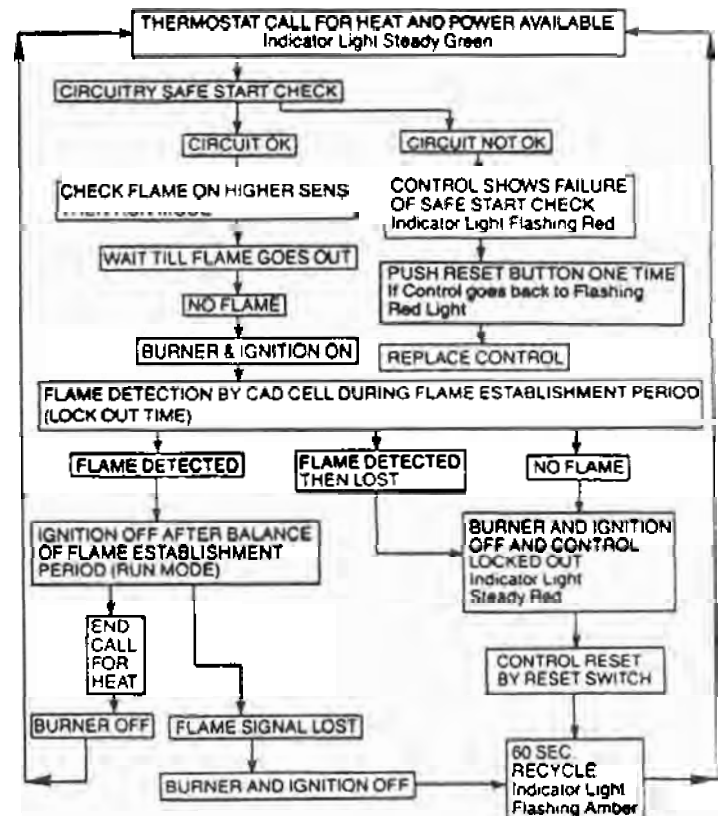 THERMOSTAT CALL FOR HEAT AND POWER AVAILABLE
Indicator Light Steady Green
CIRCUITRY SAFE START CHECK
CIRCUIT OK
CIRCUIT NOT OK
CHECK FLAME ON HIGHER SENS
THEN RUN MODE
CONTROL SHOWS FAILURE
OF SAFE START CHECK
Indicator Light Flashing Red
WAIT TILL FLAME GOES OUT
PUSH RESET BUTTON ONE TIME
If Control goes back to Flashing
Red Light
NO FLAME
BURNER & IGNITION ON
REPLACE CONTROL
FLAME DETECTION BY CAD CELL DURING FLAME ESTABLISHMENT PERIOD
(LOCK OUT TIME)
FLAME DETECTED
FLAME DETECTED
THEN LOST
NO FLAME
IGNITION OFF AFTER BALANCE
OF FLAME ESTABLISHMENT
PERIOD (RUN MODE)
BURNER AND IGNITION
OFF AND CONTROL
LOCKED OUT
Indicator Light
Steady Red
END
CALL
FOR
HEAT
CONTROL RESET
BY RESET SWITCH
BURNER OFF
FLAME SIGNAL LOST
BURNER AND IGNITION OFF
60 SEC.
RECYCLE
Indicator Light
Flashing Amber